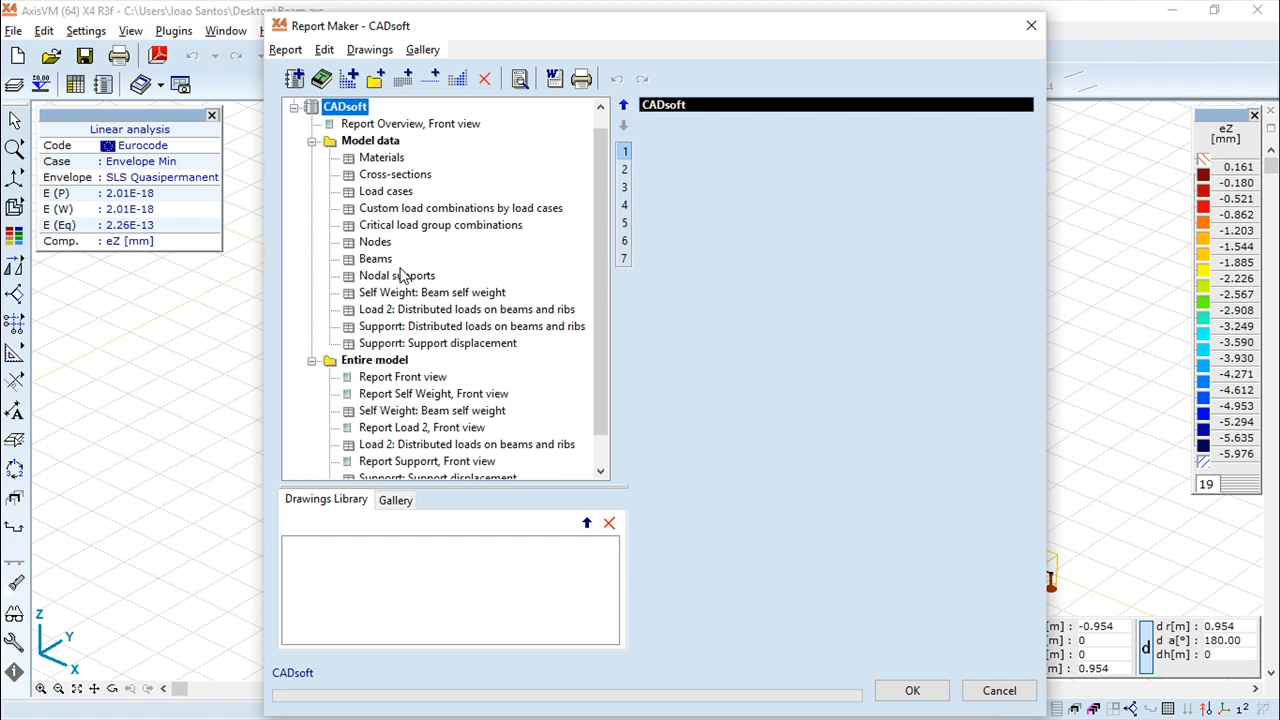 AxisVM (64) X4 R3f - C:\Users\Joao Santos\Desktop\Beam.axs
File Edit Settings View Plugins Window
Linear analysis
Code : Eurocode
Case : Envelope Min
Envelope : SLS Quasipermanent
E (P) : 2.01E-18
E (W) : 2.01E-18
E (Eq) : 2.26E-13
Comp. : eZ [mm]
Z
Y
X
Report Maker - CADsoft
Report Edit Drawings Gallery
CADsoft
Report Overview, Front view
Model data
Materials
Cross-sections
Load cases
Custom load combinations by load cases
Critical load group combinations
Nodes
Beams
Nodal supports
Self Weight: Beam self weight
Load 2: Distributed loads on beams and ribs
Supporrt: Distributed loads on beams and ribs
Supporrt: Support displacement
Entire model
Report Front view
Report Self Weight, Front view
Self Weight: Beam self weight
Report Load 2, Front view
Load 2: Distributed loads on beams and ribs
Report Supporrt, Front view
Supporrt: Support displacement
CADsoft
1
2
3
4
5
6
7
Drawings Library Gallery
CADsoft
OK Cancel
eZ
[mm]
0.161
-0.180
-0.521
-0.862
-1.203
-1.544
-1.885
-2.226
-2.567
-2.908
-3.249
-3.590
-3.930
-4.271
-4.612
-4.953
-5.294
-5.635
-5.976
19
[m] : -0.954
[m] : 0
[m] : 0
[m] : 0.954
d
d r[m] : 0.954
d a[°] : 180.00
dh[m] : 0